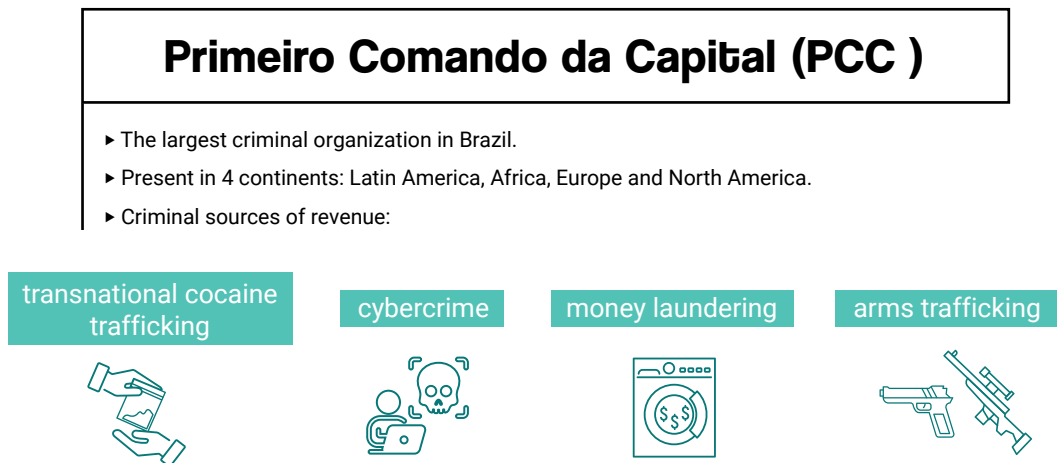 Primeiro Comando da Capital (PCC )
▸ The largest criminal organization in Brazil.
▸ Present in 4 continents: Latin America, Africa, Europe and North America.
▸ Criminal sources of revenue:
transnational cocaine
trafficking
cybercrime
money laundering
arms trafficking
$ $ $